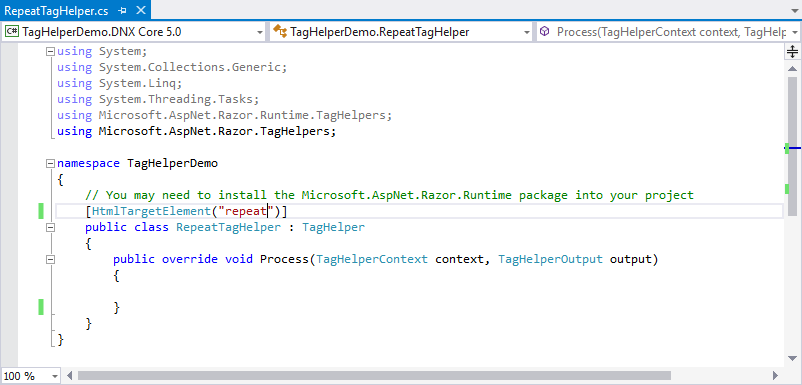 RepeatTagHelper.cs
C# TagHelperDemo.DNX Core 5.0 TagHelperDemo.RepeatTagHelper Process(TagHelperContext context, TagHelp
using System;
using System.Collections.Generic;
using System.Linq;
using System.Threading.Tasks;
using Microsoft.AspNet.Razor.Runtime.TagHelpers;
using Microsoft.AspNet.Razor.TagHelpers;
namespace TagHelperDemo
{
// You may need to install the Microsoft.AspNet.Razor.Runtime package into your project
[HtmlTargetElement("repeat")]
public class RepeatTagHelper : TagHelper
{
public override void Process(TagHelperContext context, TagHelperOutput output)
{
}
}
}
100 %